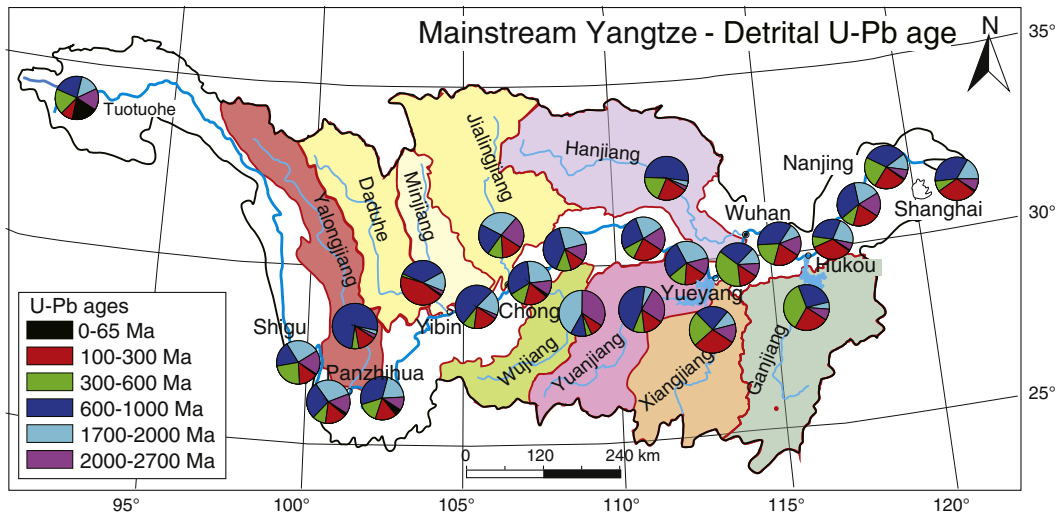 Mainstream Yangtze - Detrital U-Pb age
N
35°
30°
25°
Tuotuohe
Yalongjiang
Daduhe
Minjiang
Jialingjiang
Hanjiang
Nanjing
Shanghai
Wuhan
Hukou
Yueyang
Chong
Yibin
Shigu
Panzhihua
Wujiang
Yuanjiang
Xiangjiang
Ganjiang
U-Pb ages
0-65 Ma
100-300 Ma
300-600 Ma
600-1000 Ma
1700-2000 Ma
2000-2700 Ma
0 120 240 km
95° 100° 105° 110° 115° 120°